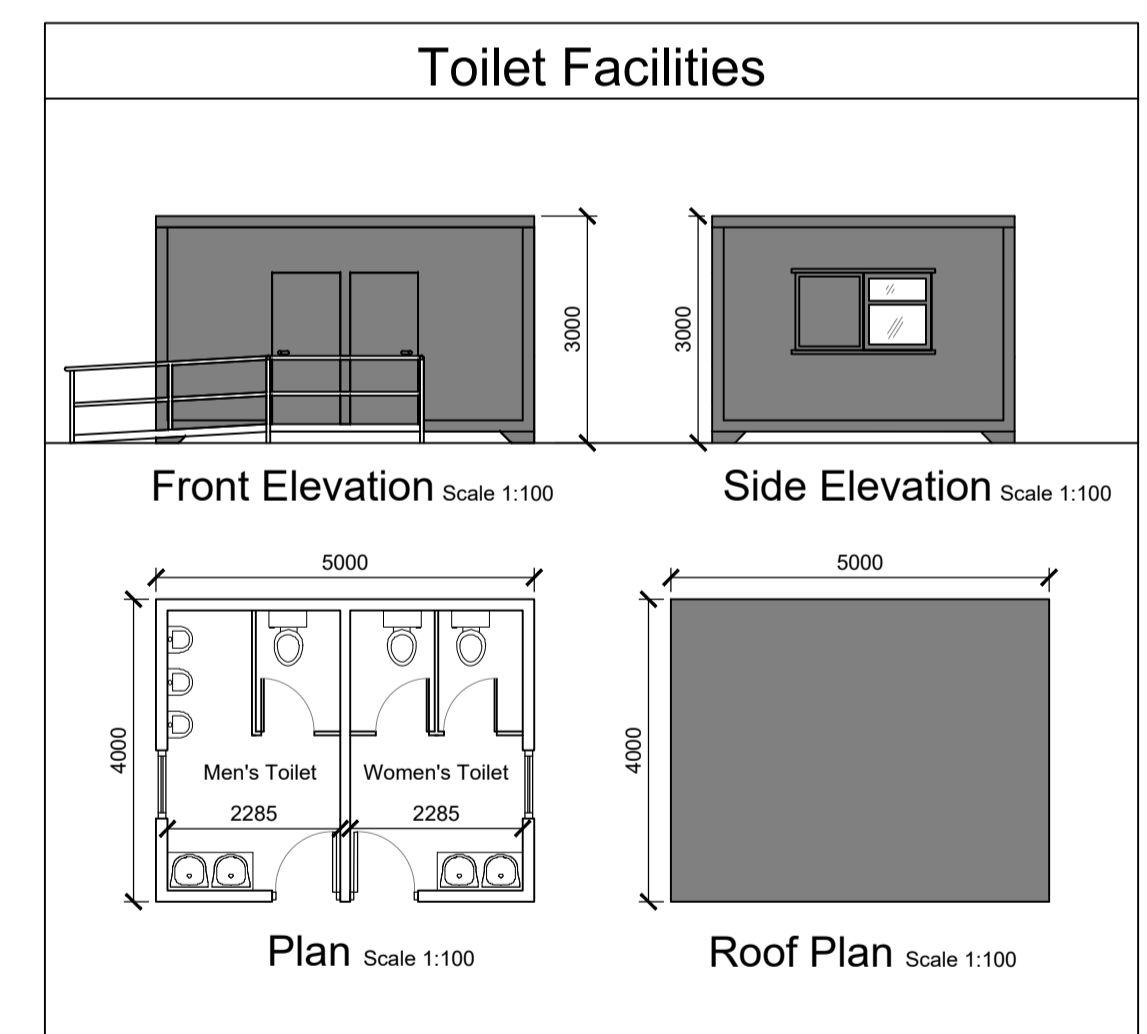 Toilet Facilities
3000
3000
Front Elevation Scale 1:100
Side Elevation Scale 1:100
5000
5000
4000
4000
Men's Toilet
Women's Toilet
2285
2285
Plan Scale 1:100
Roof Plan Scale 1:100